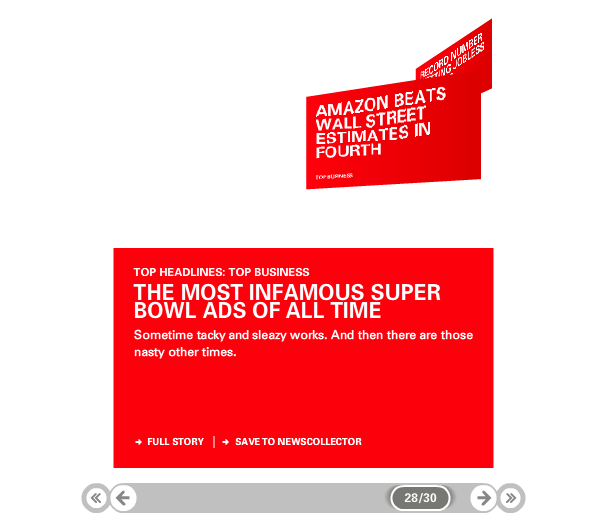 RECORD NUMBER
JOBLESS
AMAZON BEATS
WALL STREET
ESTIMATES IN
FOURTH
TOP BUSINESS
TOP HEADLINES: TOP BUSINESS
THE MOST INFAMOUS SUPER
BOWL ADS OF ALL TIME
Sometime tacky and sleazy works. And then there are those
nasty other times.
FULL STORY | SAVE TO NEWSCOLLECTOR
28/30